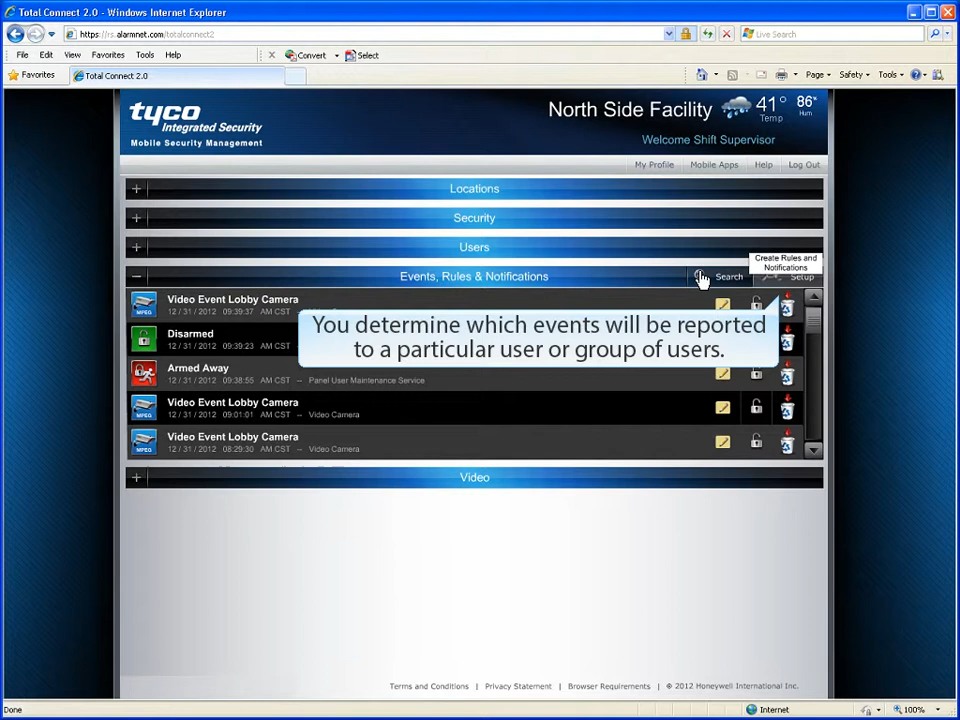 Total Connect 2.0 - Windows Internet Explorer
https://rs.alarmnet.com/totalconnect2
Live Search
File Edit View Favorites Tools Help
Convert Select
Favorites Total Connect 2.0
Page Safety Tools
tyco
Integrated Security
Mobile Security Management
North Side Facility 41° 86%
Temp Hum
Welcome Shift Supervisor
My Profile Mobile Apps Help Log Out
Locations
Security
Users
Create Rules and
Notifications
Events, Rules & Notifications Search Setup
Video Event Lobby Camera
12 / 31 / 2012 09:39:37 AM CST
You determine which events will be reported
to a particular user or group of users.
Disarmed
12 / 31 / 2012 09:39:23 AM CST
Armed Away
12 / 31 / 2012 09:38:55 AM CST -- Panel User Maintenance Service
Video Event Lobby Camera
12 / 31 / 2012 09:01:01 AM CST -- Video Camera
Video Event Lobby Camera
12 / 31 / 2012 08:29:30 AM CST -- Video Camera
MPEG
MPEG
MPEG
Video
Terms and Conditions | Privacy Statement | Browser Requirements | © 2012 Honeywell International Inc.
Done Internet 100%